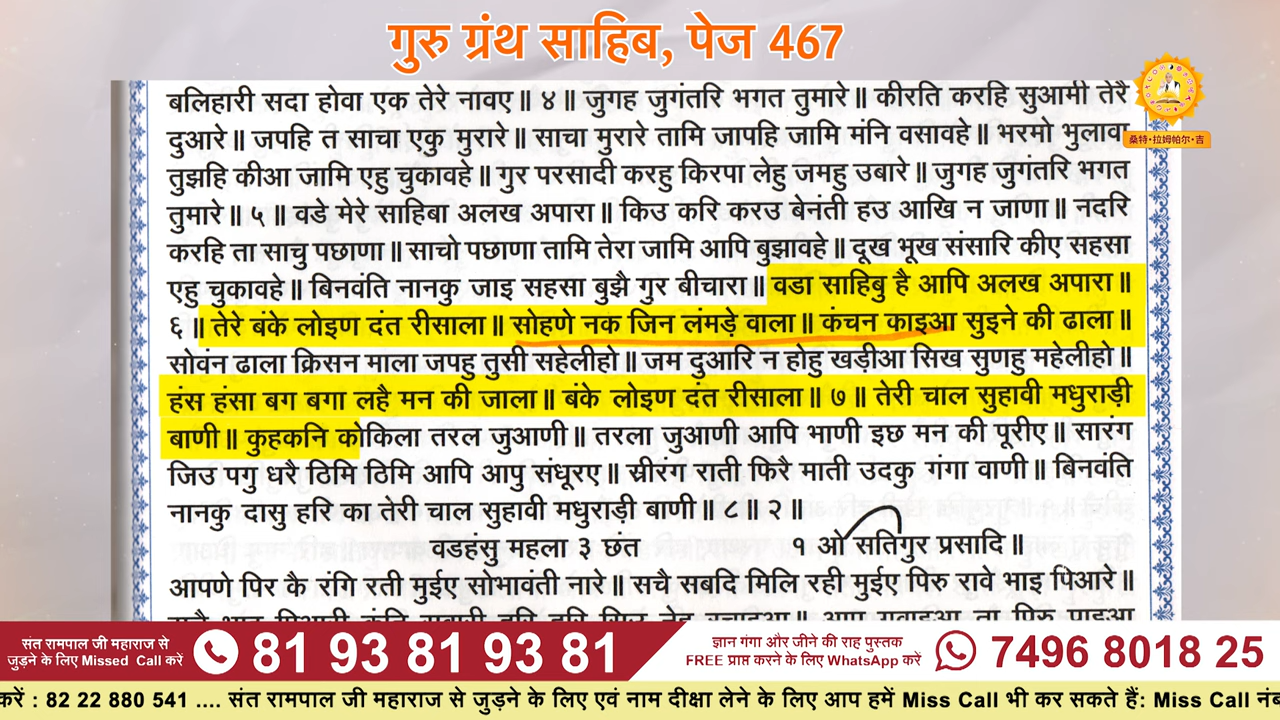 गुरु ग्रंथ साहिब, पेज 467
बलिहारी सदा होवा एक तेरे नावए॥ ४॥ जुगह जुगंतरि भगत तुमारे॥ कीरति करहि सुआमी तेरै
दुआरे॥ जपहि त साचा एकु मुरारे॥ साचा मुरारे तामि जापहि जामि मंनि वसावहे॥ भरमो भुलावा
तुझहि कीआ जामि एहु चुकावहे॥ गुर परसादी करहु किरपा लेहु जमहु उबारे॥ जुगह जुगंतरि भगत
तुमारे॥ ५॥ वडे मेरे साहिबा अलख अपारा॥ किउ करि करउ बेनंती हउ आखि न जाणा॥ नदरि
करहि ता साचु पछाणा॥ साचो पछाणा तामि तेरा जामि आपि बुझावहे॥ दूख भूख संसारि कीए सहसा
एहु चुकावहे॥ बिनवंति नानकु जाइ सहसा बुझै गुर बीचारा॥ वडा साहिबु है आपि अलख अपारा॥
६॥ तेरे बंके लोइण दंत रीसाला॥ सोहणे नक जिन लंमड़े वाला॥ कंचन काइआ सुइने की ढाला॥
सोवंन ढाला क्रिसन माला जपहु तुसी सहेलीहो॥ जम दुआरि न होहु खड़ीआ सिख सुणहु महेलीहो॥
हंस हंसा बग बगा लहै मन की जाला॥ बंके लोइण दंत रीसाला॥ ७॥ तेरी चाल सुहावी मधुराड़ी
बाणी॥ कुहकनि कोकिला तरल जुआणी॥ तरला जुआणी आपि भाणी इछ मन की पूरीए॥ सारंग
जिउ पगु धरै ठिमि ठिमि आपि आपु संधूरए॥ स्रीरंग राती फिरै माती उदकु गंगा वाणी॥ बिनवंति
नानकु दासु हरि का तेरी चाल सुहावी मधुराड़ी बाणी॥ ८॥ २॥
वडहंसु महला ३ छंत १ ओ सतिगुर प्रसादि॥
आपणे पिर कै रंगि रती मुईए सोभावंती नारे॥ सचै सबदि मिलि रही मुईए पिरु रावे भाइ पिआरे॥
桑特·拉姆帕尔·吉
संत रामपाल जी महाराज से
जुड़ने के लिए Missed Call करें
81 93 81 93 81
ज्ञान गंगा और जीने की राह पुस्तक
FREE प्राप्त करने के लिए WhatsApp करें
7496 8018 25
करें : 82 22 880 541 .... संत रामपाल जी महाराज से जुड़ने के लिए एवं नाम दीक्षा लेने के लिए आप हमें Miss Call भी कर सकते हैं: Miss Call